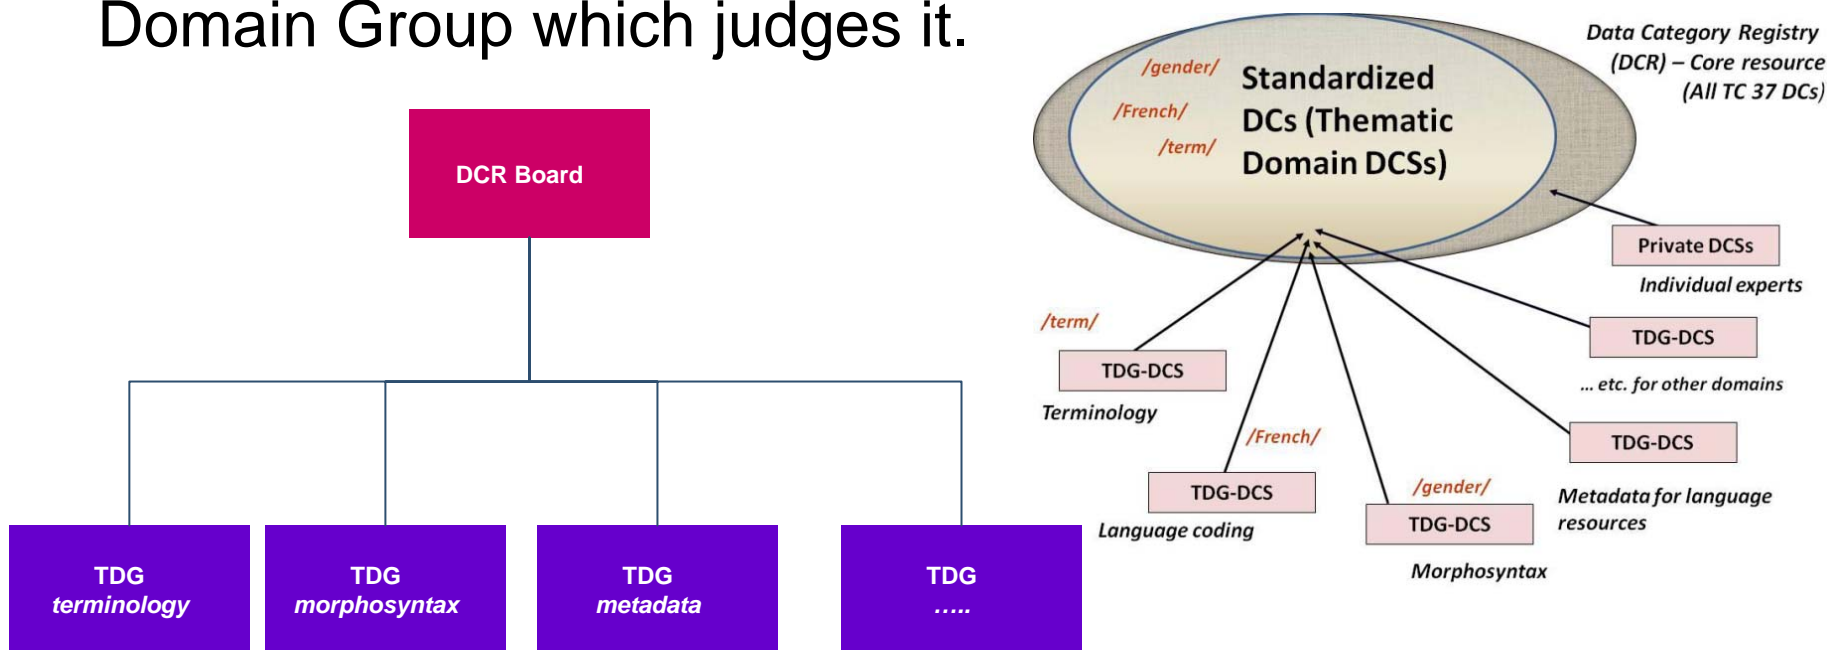 Domain Group which judges it.
DCR Board
TDG
terminology
TDG
morphosyntax
TDG
metadata
TDG
.....
Data Category Registry
(DCR) – Core resource
(All TC 37 DCs)
/gender/
/French/
/term/
Standardized
DCs (Thematic
Domain DCSs)
Private DCSs
Individual experts
/term/
TDG-DCS
Terminology
TDG-DCS
... etc. for other domains
/French/
TDG-DCS
Language coding
/gender/
TDG-DCS
Morphosyntax
TDG-DCS
Metadata for language
resources